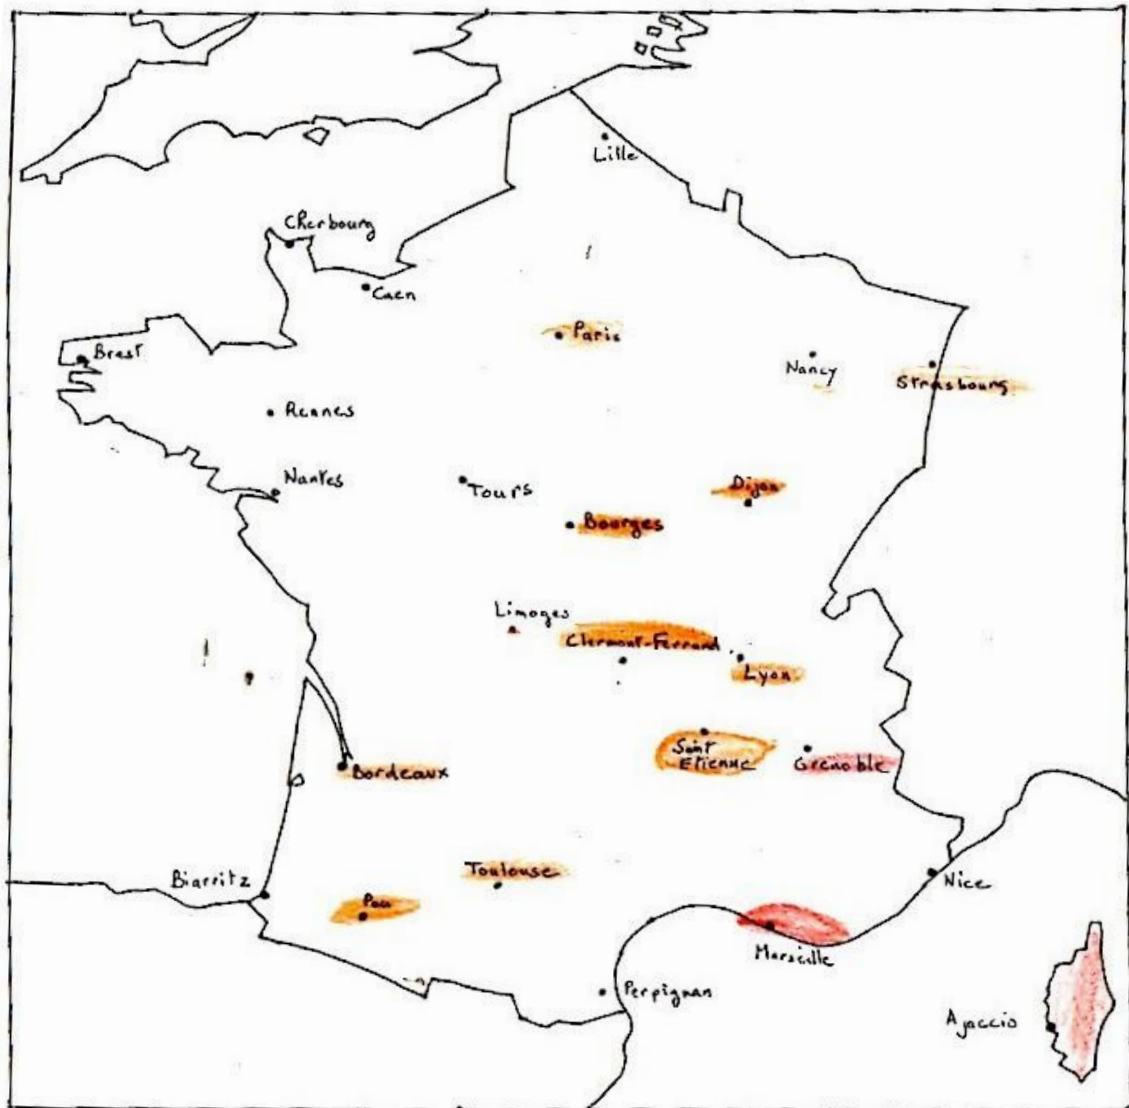 Lille
Cherbourg
Caen
Paris
Nancy
Brest
Strasbourg
Rennes
Nantes
Tours
Dijon
Bourges
Limoges
Clermont-Ferrand
Lyon
Saint
Etienne
Grenoble
Bordeaux
Toulouse
Biarritz
Nice
Pau
Marseille
Perpignan
Ajaccio